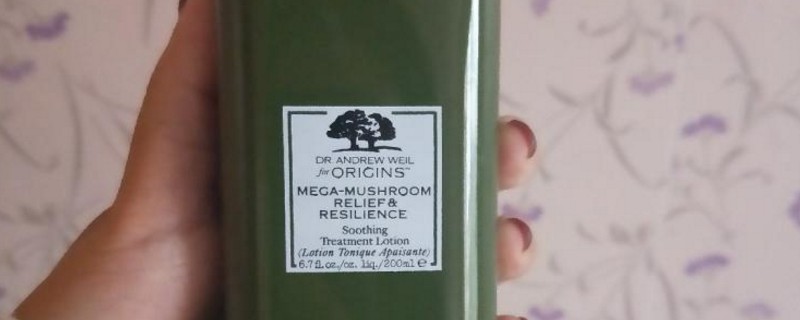 DR. ANDREW WEIL
for ORIGINS™
MEGA-MUSHROOM
RELIEF &
RESILIENCE
Soothing
Treatment Lotion
(Lotion Tonique Apaisante)
6.7 fl. oz./oz. liq./200ml ℮